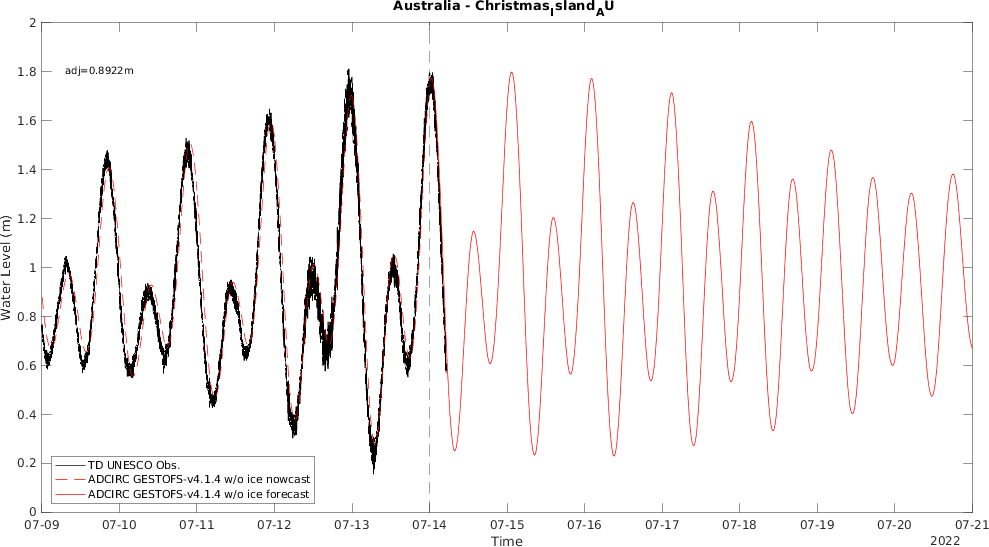 Australia - Christmas_Island_AU
2
1.8
1.6
1.4
1.2
1
0.8
0.6
0.4
0.2
0
Water Level (m)
adj=0.8922m
TD UNESCO Obs.
ADCIRC GESTOFS-v4.1.4 w/o ice nowcast
ADCIRC GESTOFS-v4.1.4 w/o ice forecast
07-09 07-10 07-11 07-12 07-13 07-14 07-15 07-16 07-17 07-18 07-19 07-20 07-21
Time
2022